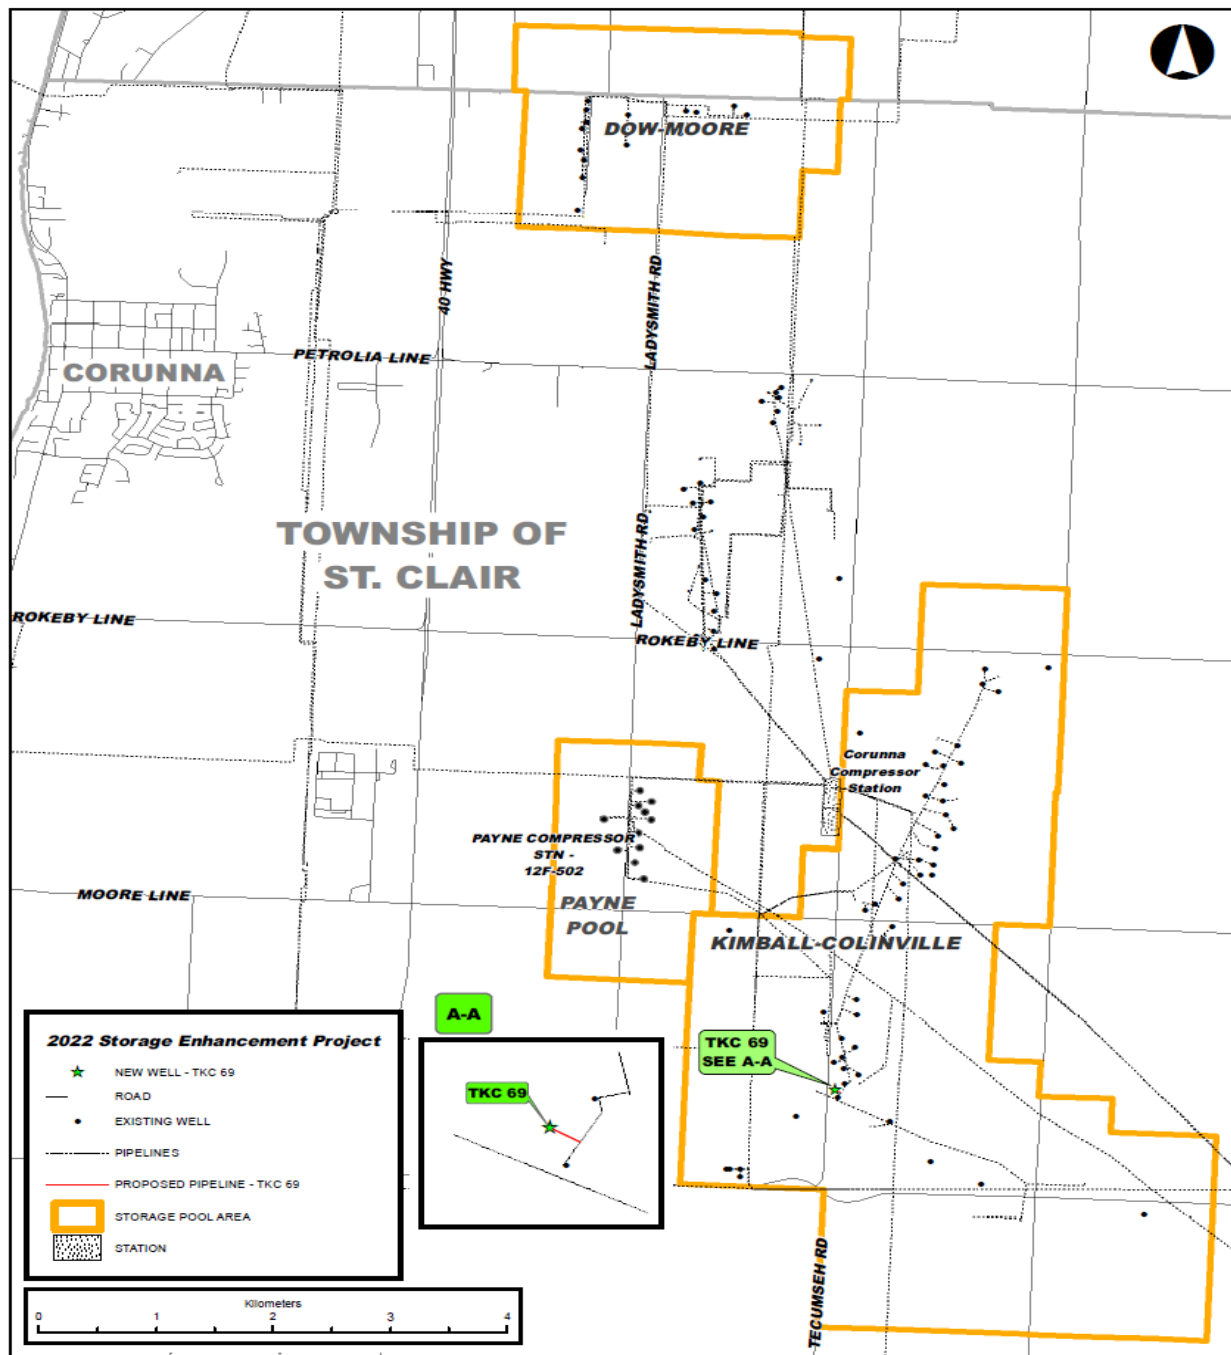 DOW-MOORE
40 HWY
LADYSMITH RD
PETROLIA LINE
CORUNNA
TOWNSHIP OF
ST. CLAIR
LADYSMITH RD
ROKEBY LINE
ROKEBY LINE
Corunna
Compressor
Station
PAYNE COMPRESSOR
STN -
12F-502
MOORE LINE
PAYNE
POOL
KIMBALL-COLINVILLE
A-A
TKC 69
SEE A-A
TKC 69
2022 Storage Enhancement Project
NEW WELL - TKC 69
ROAD
EXISTING WELL
PIPELINES
PROPOSED PIPELINE - TKC 69
STORAGE POOL AREA
STATION
TECUMSEH RD
Kilometers
0 1 2 3 4